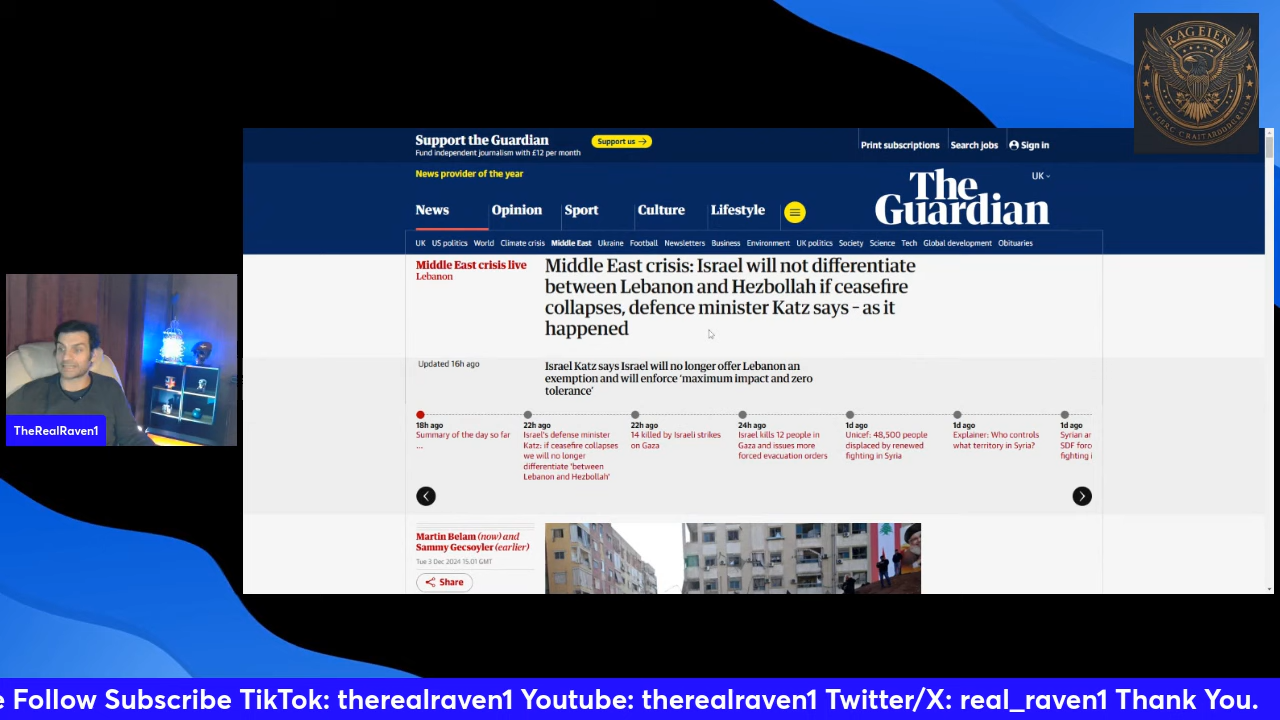 RAGEIEN
Support the Guardian
Fund independent journalism with £12 per month
Support us →
Print subscriptions
Search jobs
Sign in
News provider of the year
UK
The
Guardian
News
Opinion
Sport
Culture
Lifestyle
UK US politics World Climate crisis Middle East Ukraine Football Newsletters Business Environment UK politics Society Science Tech Global development Obituaries
Middle East crisis live
Lebanon
Middle East crisis: Israel will not differentiate
between Lebanon and Hezbollah if ceasefire
collapses, defence minister Katz says – as it
happened
Updated 16h ago
Israel Katz says Israel will no longer offer Lebanon an
exemption and will enforce ‘maximum impact and zero
tolerance’
18h ago
Summary of the day so far
...
22h ago
Israel's defense minister
Katz: if ceasefire collapses
we will no longer
differentiate ‘between
Lebanon and Hezbollah’
22h ago
14 killed by Israeli strikes
on Gaza
24h ago
Israel kills 12 people in
Gaza and issues more
forced evacuation orders
1d ago
Unicef: 48,500 people
displaced by renewed
fighting in Syria
1d ago
Explainer: Who controls
what territory in Syria?
1d ago
Syrian ar
SDF forc
fighting i
Martin Belam (now) and
Sammy Gecsoyler (earlier)
Tue 3 Dec 2024 15.01 GMT
Share
TheRealRaven1
e Follow Subscribe TikTok: therealraven1 Youtube: therealraven1 Twitter/X: real_raven1 Thank You.